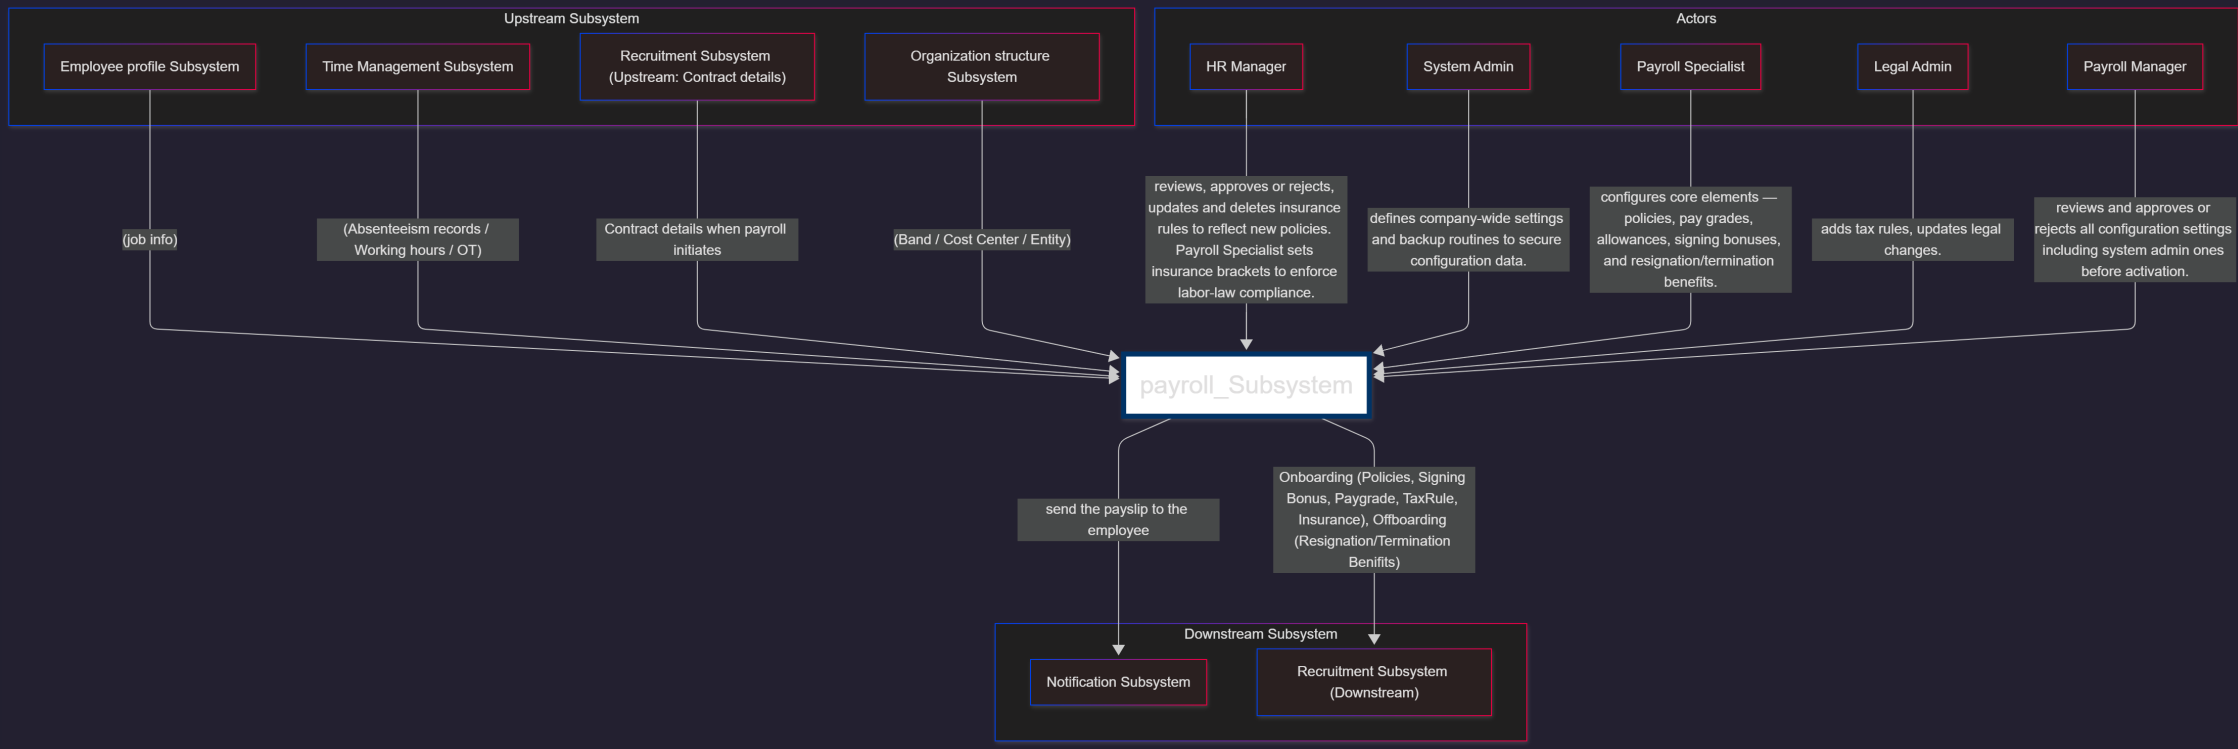 Upstream Subsystem
Employee profile Subsystem
Time Management Subsystem
Recruitment Subsystem
(Upstream: Contract details)
Organization structure
Subsystem
Actors
HR Manager
System Admin
Payroll Specialist
Legal Admin
Payroll Manager
(job info)
(Absenteeism records /
Working hours / OT)
Contract details when payroll
initiates
(Band / Cost Center / Entity)
reviews, approves or rejects,
updates and deletes insurance
rules to reflect new policies.
Payroll Specialist sets
insurance brackets to enforce
labor-law compliance.
defines company-wide settings
and backup routines to secure
configuration data.
configures core elements —
policies, pay grades,
allowances, signing bonuses,
and resignation/termination
benefits.
adds tax rules, updates legal
changes.
reviews and approves or
rejects all configuration settings
including system admin ones
before activation.
payroll_Subsystem
send the payslip to the
employee
Onboarding (Policies, Signing
Bonus, Paygrade, TaxRule,
Insurance), Offboarding
(Resignation/Termination
Benifits)
Downstream Subsystem
Notification Subsystem
Recruitment Subsystem
(Downstream)